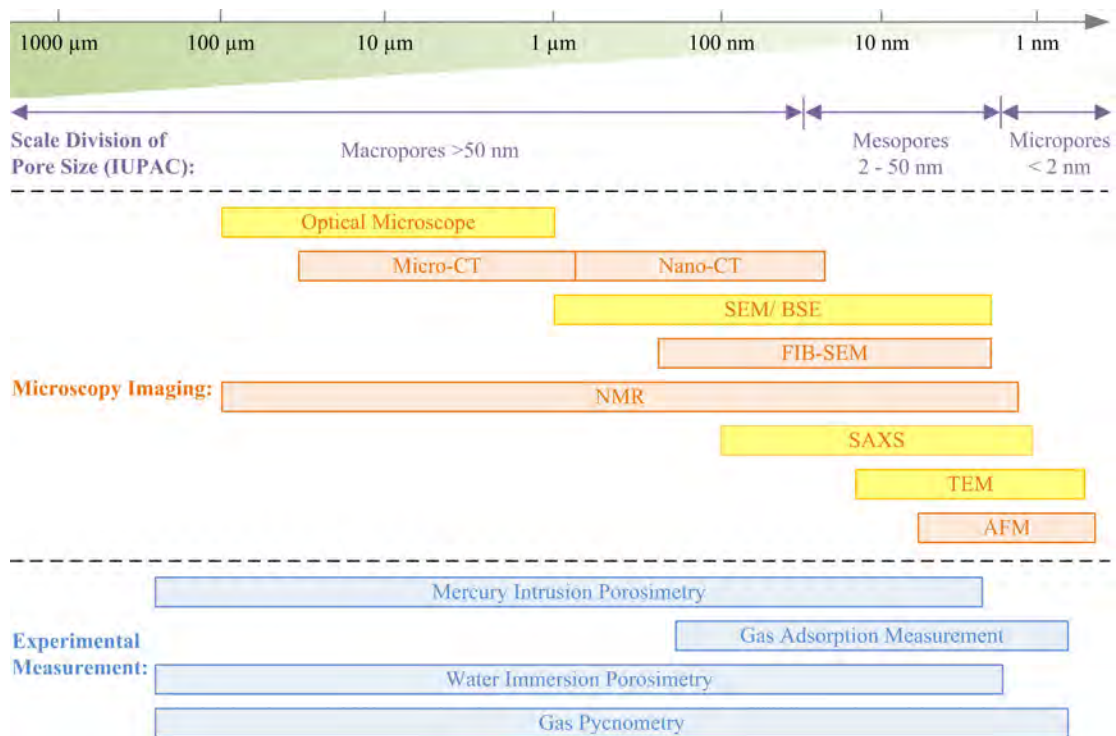 1000 µm 100 µm 10 µm 1 µm 100 nm 10 nm 1 nm
Scale Division of
Pore Size (IUPAC):
Macropores >50 nm
Mesopores
2 - 50 nm
Micropores
< 2 nm
Optical Microscope
Micro-CT Nano-CT
SEM/ BSE
FIB-SEM
Microscopy Imaging:
NMR
SAXS
TEM
AFM
Mercury Intrusion Porosimetry
Experimental
Measurement:
Gas Adsorption Measurement
Water Immersion Porosimetry
Gas Pycnometry